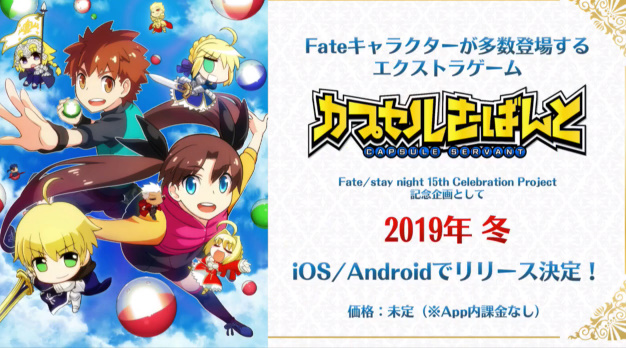 Fateキャラクターが多数登場する
エクストラゲーム
カプセルさーばんと
CAPSULE SERVANT
Fate/stay night 15th Celebration Project
記念企画として
2019年 冬
iOS/Androidでリリース決定！
価格：未定（※App内課金なし）